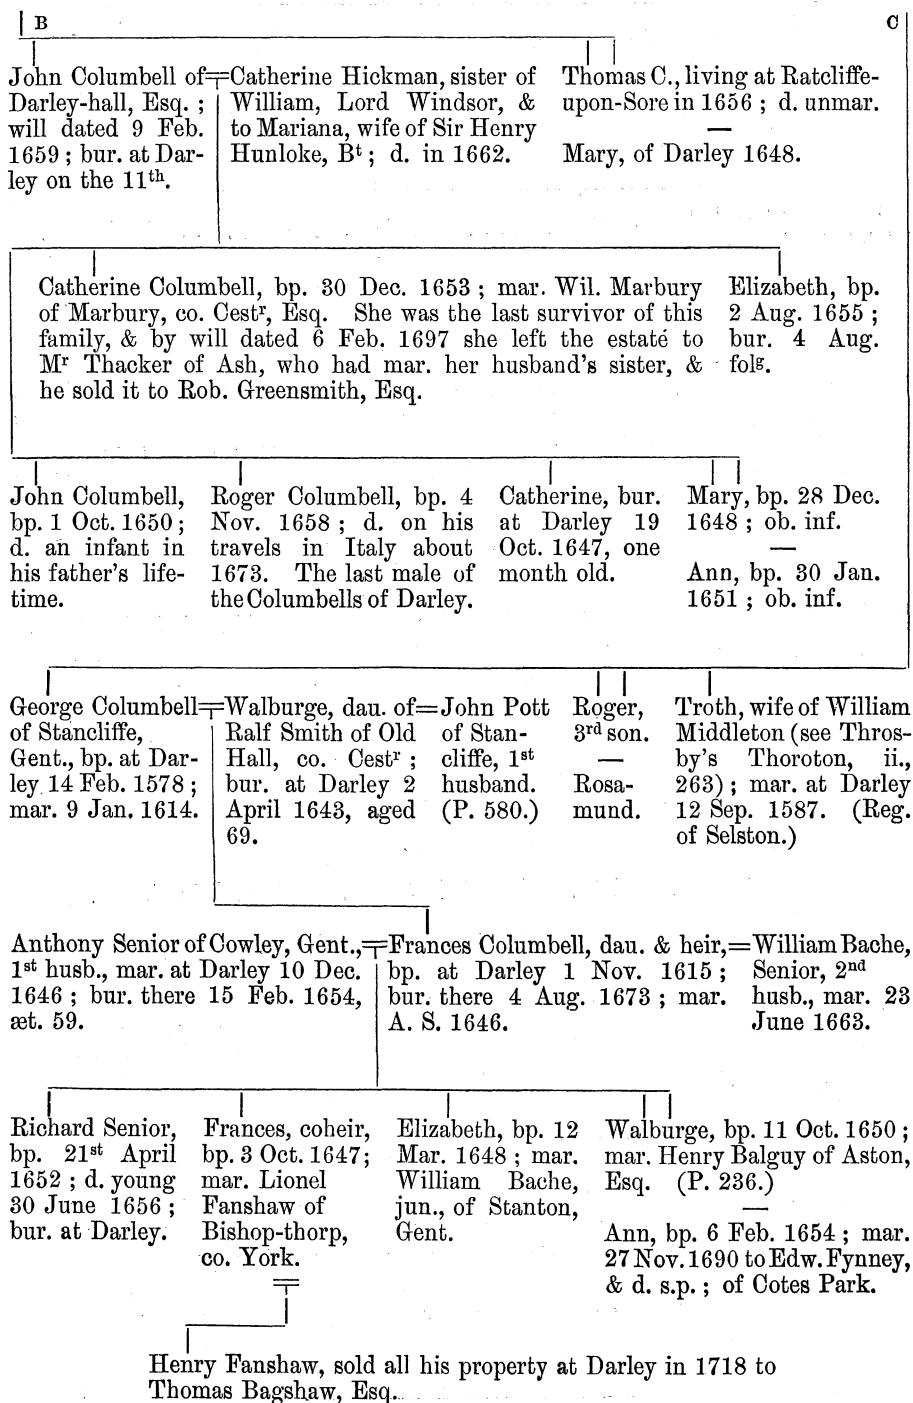 B
C
John Columbell of
Darley-hall, Esq. ;
will dated 9 Feb.
1659 ; bur. at Dar-
ley on the 11th.
Catherine Hickman, sister of
William, Lord Windsor, &
to Mariana, wife of Sir Henry
Hunloke, Bt ; d. in 1662.
Thomas C., living at Ratcliffe-
upon-Sore in 1656 ; d. unmar.
—
Mary, of Darley 1648.
Catherine Columbell, bp. 30 Dec. 1653 ; mar. Wil. Marbury
of Marbury, co. Cestr, Esq. She was the last survivor of this
family, & by will dated 6 Feb. 1697 she left the estate to
Mr Thacker of Ash, who had mar. her husband's sister, &
he sold it to Rob. Greensmith, Esq.
Elizabeth, bp.
2 Aug. 1655 ;
bur. 4 Aug.
folg.
John Columbell,
bp. 1 Oct. 1650 ;
d. an infant in
his father's life-
time.
Roger Columbell, bp. 4
Nov. 1658 ; d. on his
travels in Italy about
1673. The last male of
the Columbells of Darley.
Catherine, bur.
at Darley 19
Oct. 1647, one
month old.
Mary, bp. 28 Dec.
1648 ; ob. inf.
—
Ann, bp. 30 Jan.
1651 ; ob. inf.
George Columbell
of Stancliffe,
Gent., bp. at Dar-
ley 14 Feb. 1578 ;
mar. 9 Jan. 1614.
Walburge, dau. of
Ralf Smith of Old
Hall, co. Cestr ;
bur. at Darley 2
April 1643, aged
69.
=John Pott
of Stan-
cliffe, 1st
husband.
(P. 580.)
Roger,
3rd son.
—
Rosa-
mund.
Troth, wife of William
Middleton (see Thros-
by's Thoroton, ii.,
263) ; mar. at Darley
12 Sep. 1587. (Reg.
of Selston.)
Anthony Senior of Cowley, Gent.,
1st husb., mar. at Darley 10 Dec.
1646 ; bur. there 15 Feb. 1654,
æt. 59.
Frances Columbell, dau. & heir,
bp. at Darley 1 Nov. 1615 ;
bur. there 4 Aug. 1673 ; mar.
A. S. 1646.
=William Bache,
Senior, 2nd
husb., mar. 23
June 1663.
Richard Senior,
bp. 21st April
1652 ; d. young
30 June 1656 ;
bur. at Darley.
Frances, coheir,
bp. 3 Oct. 1647;
mar. Lionel
Fanshaw of
Bishop-thorp,
co. York.
Elizabeth, bp. 12
Mar. 1648 ; mar.
William Bache,
jun., of Stanton,
Gent.
Walburge, bp. 11 Oct. 1650 ;
mar. Henry Balguy of Aston,
Esq. (P. 236.)
—
Ann, bp. 6 Feb. 1654 ; mar.
27 Nov. 1690 to Edw. Fynney,
& d. s.p. ; of Cotes Park.
Henry Fanshaw, sold all his property at Darley in 1718 to
Thomas Bagshaw, Esq.